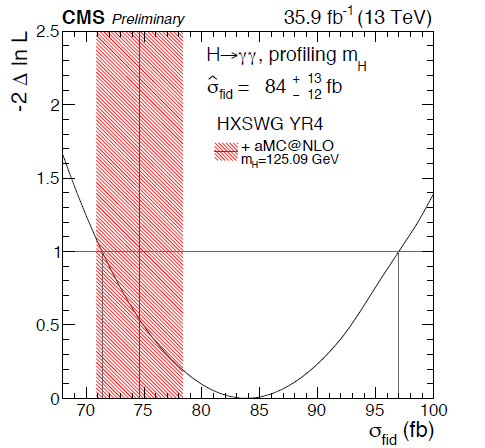 CMS Preliminary 35.9 fb⁻¹ (13 TeV)
-2 Δ ln L
2.5
2
1.5
1
0.5
0
H→γγ, profiling m_H
σ̂_fid = 84 + 13 − 12 fb
HXSWG YR4
+ aMC@NLO
m_H=125.09 GeV
70 75 80 85 90 95 100
σ_fid (fb)